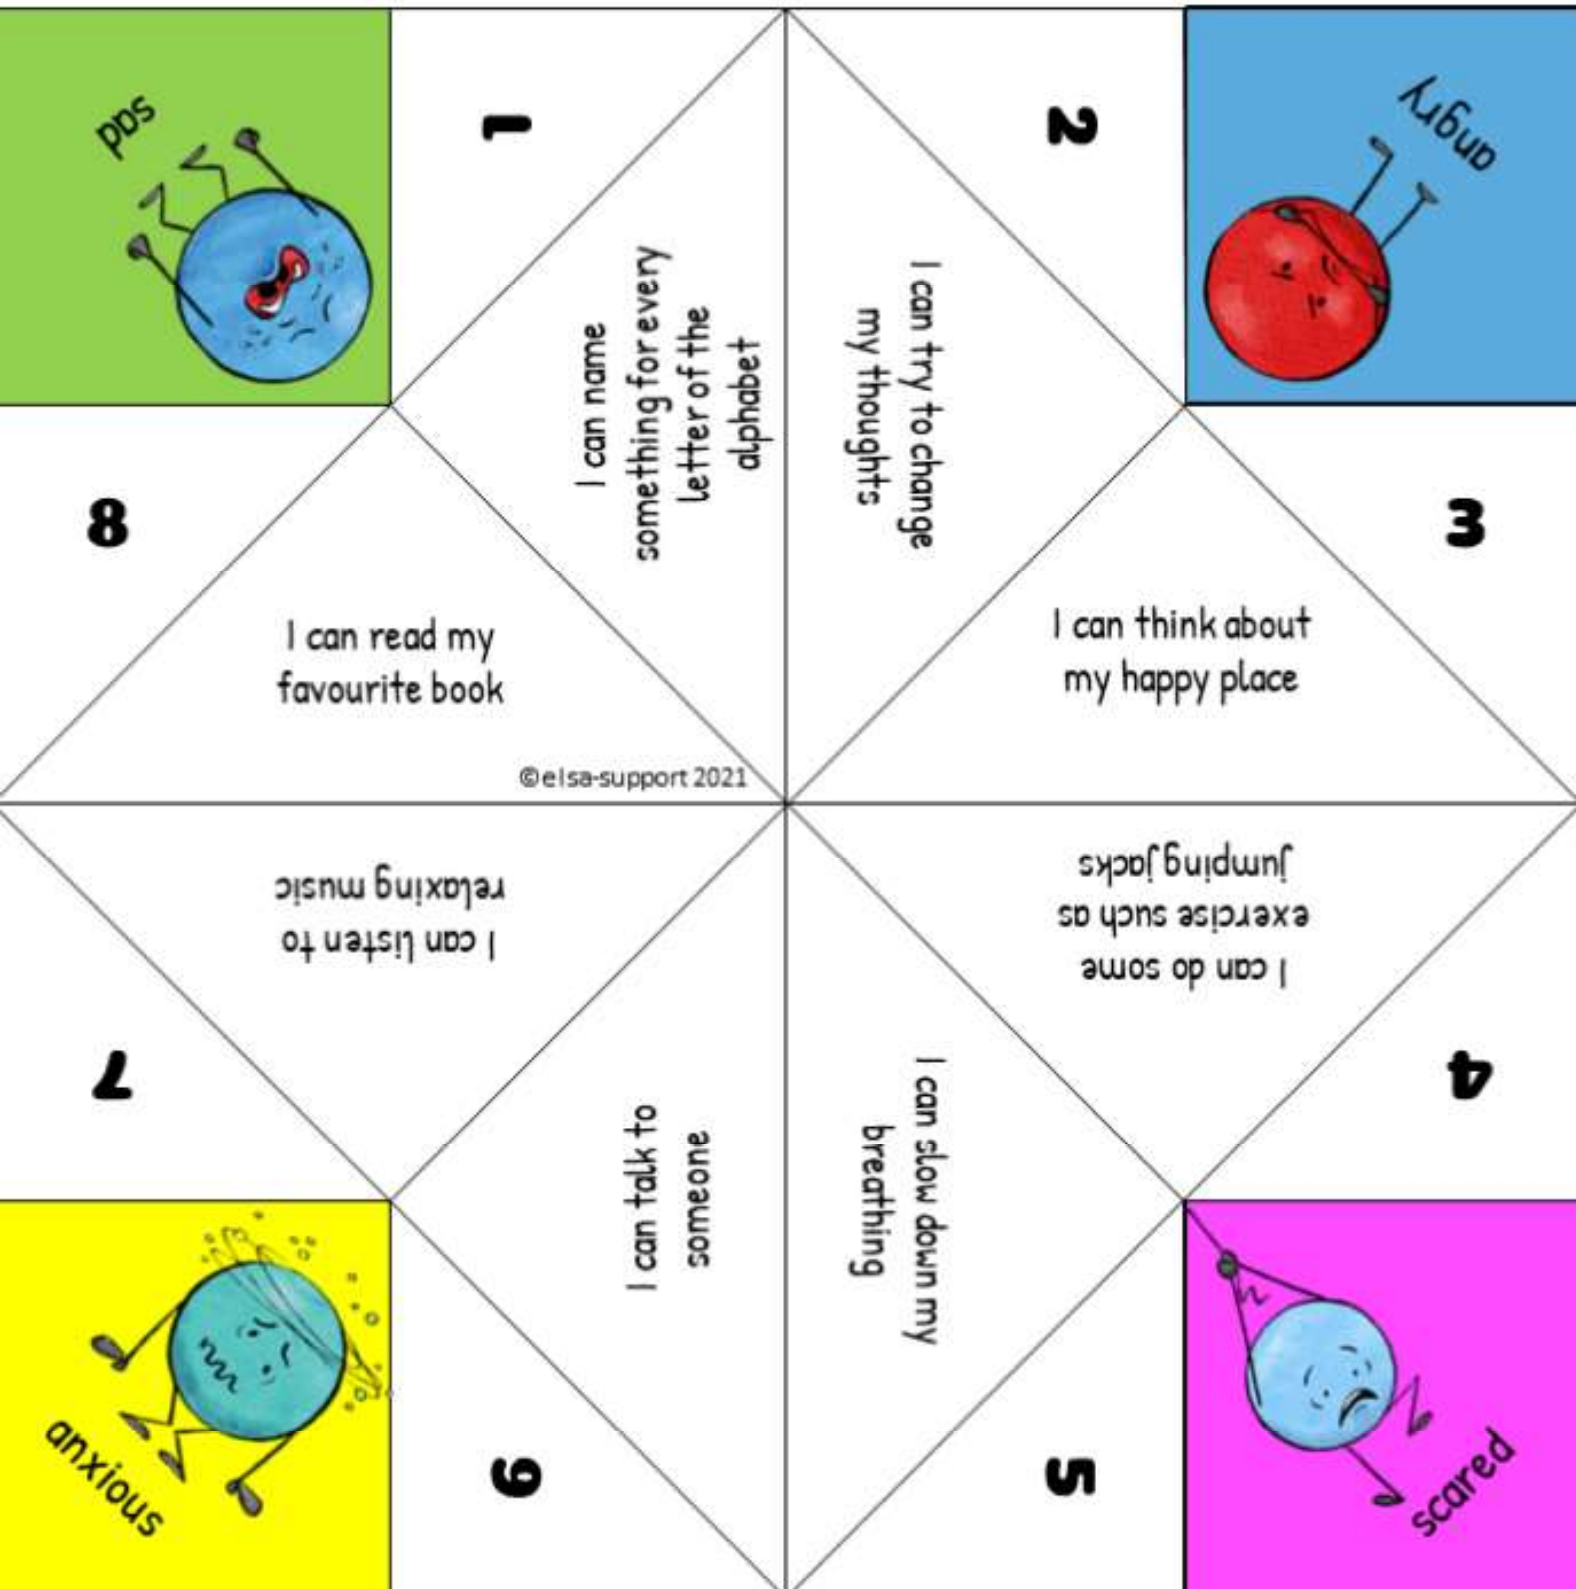 sad
1
2
angry
I can name
something for every
letter of the
alphabet
I can try to change
my thoughts
8
3
I can read my
favourite book
I can think about
my happy place
©elsa-support 2021
I can listen to
relaxing music
I can do some
exercise such as
jumping jacks
7
4
I can talk to
someone
I can slow down my
breathing
anxious
6
5
scared